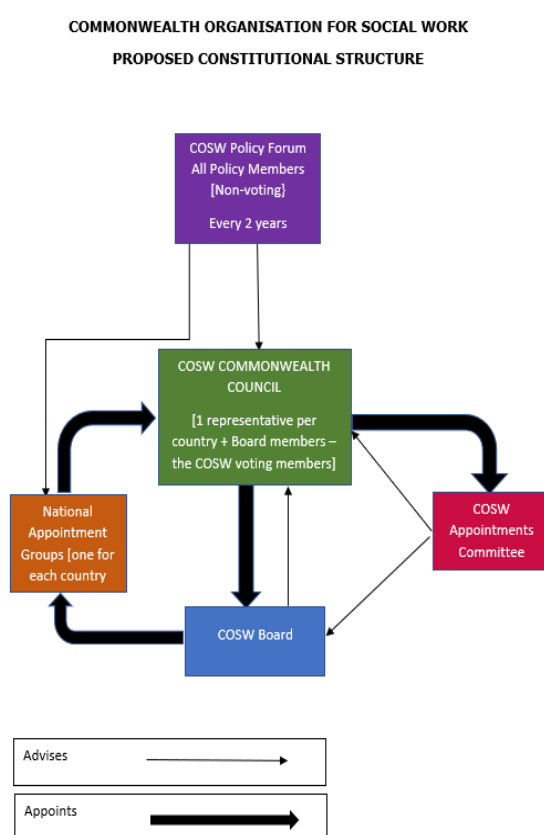 COMMONWEALTH ORGANISATION FOR SOCIAL WORK
PROPOSED CONSTITUTIONAL STRUCTURE
COSW Policy Forum
All Policy Members
[Non-voting}
Every 2 years
COSW COMMONWEALTH
COUNCIL
[1 representative per
country + Board members –
the COSW voting members]
National
Appointment
Groups [one for
each country
COSW
Appointments
Committee
COSW Board
Advises
Appoints